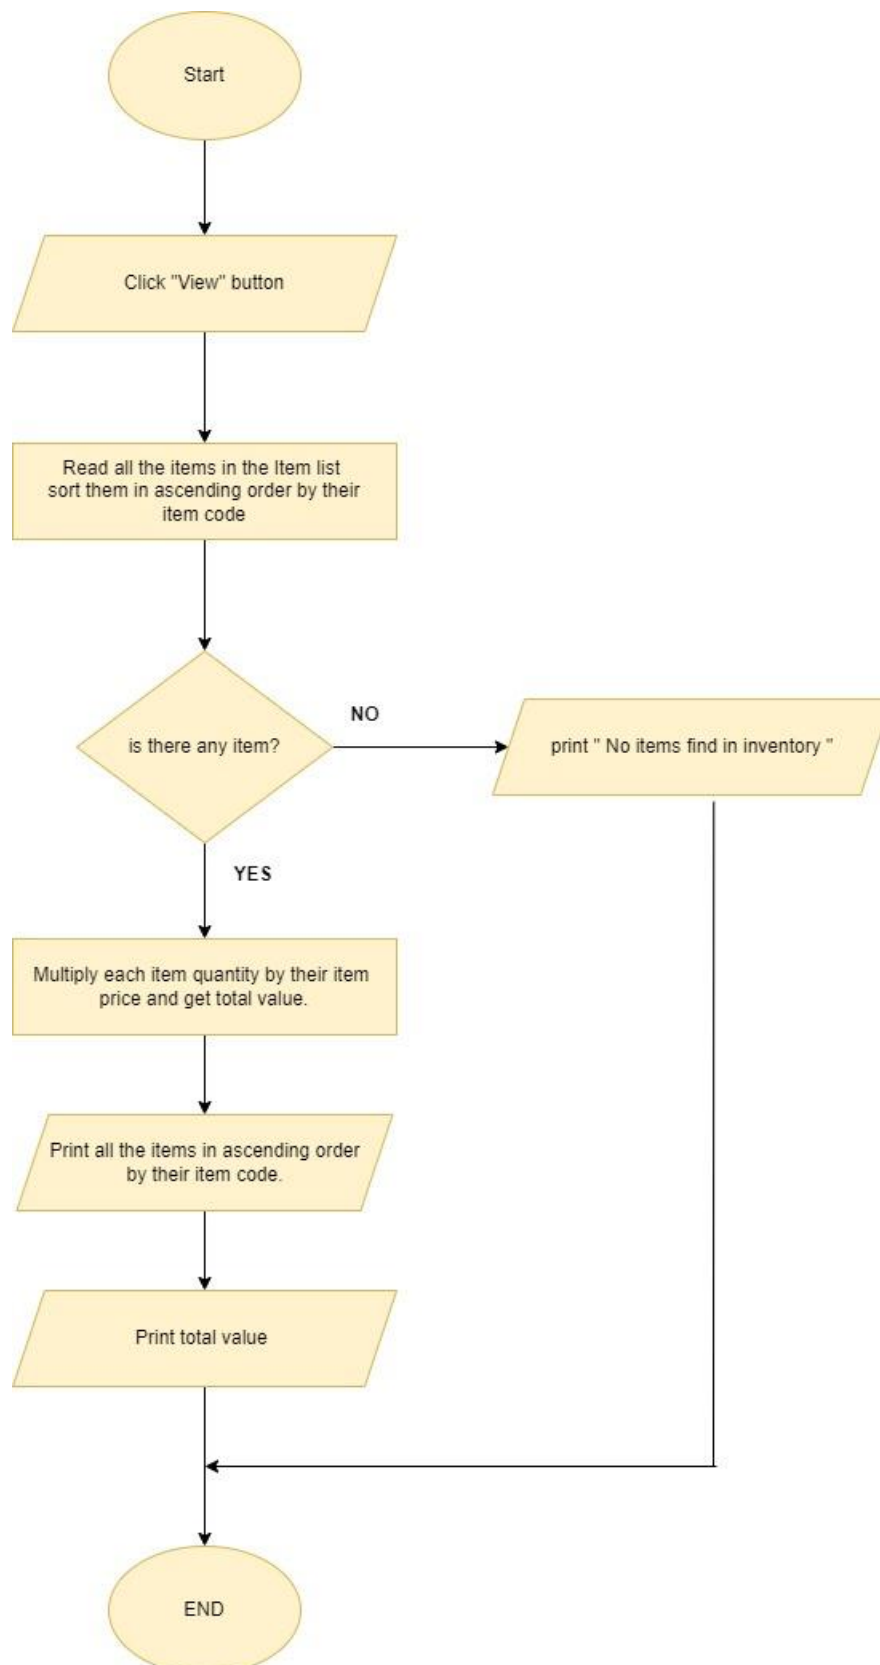 Start
Click "View" button
Read all the items in the Item list
sort them in ascending order by their
item code
is there any item?
NO
print " No items find in inventory "
YES
Multiply each item quantity by their item
price and get total value.
Print all the items in ascending order
by their item code.
Print total value
END